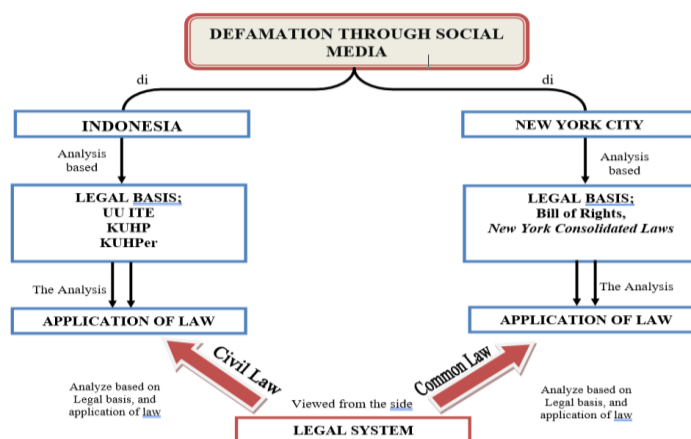 DEFAMATION THROUGH SOCIAL
MEDIA
di
di
INDONESIA
NEW YORK CITY
Analysis
based
Analysis
based
LEGAL BASIS;
UU ITE
KUHP
KUHPer
LEGAL BASIS;
Bill of Rights,
New York Consolidated Laws
The Analysis
The Analysis
APPLICATION OF LAW
APPLICATION OF LAW
Civil Law
Common Law
Analyze based on
Legal basis, and
application of law
Viewed from the side
Analyze based on
Legal basis, and
application of law
LEGAL SYSTEM